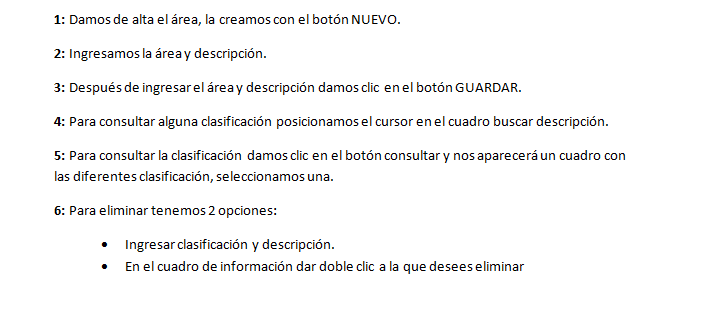 1: Damos de alta el área, la creamos con el botón NUEVO.
2: Ingresamos la área y descripción.
3: Después de ingresar el área y descripción damos clic en el botón GUARDAR.
4: Para consultar alguna clasificación posicionamos el cursor en el cuadro buscar descripción.
5: Para consultar la clasificación damos clic en el botón consultar y nos aparecerá un cuadro con
las diferentes clasificación, seleccionamos una.
6: Para eliminar tenemos 2 opciones:
• Ingresar clasificación y descripción.
• En el cuadro de información dar doble clic a la que desees eliminar